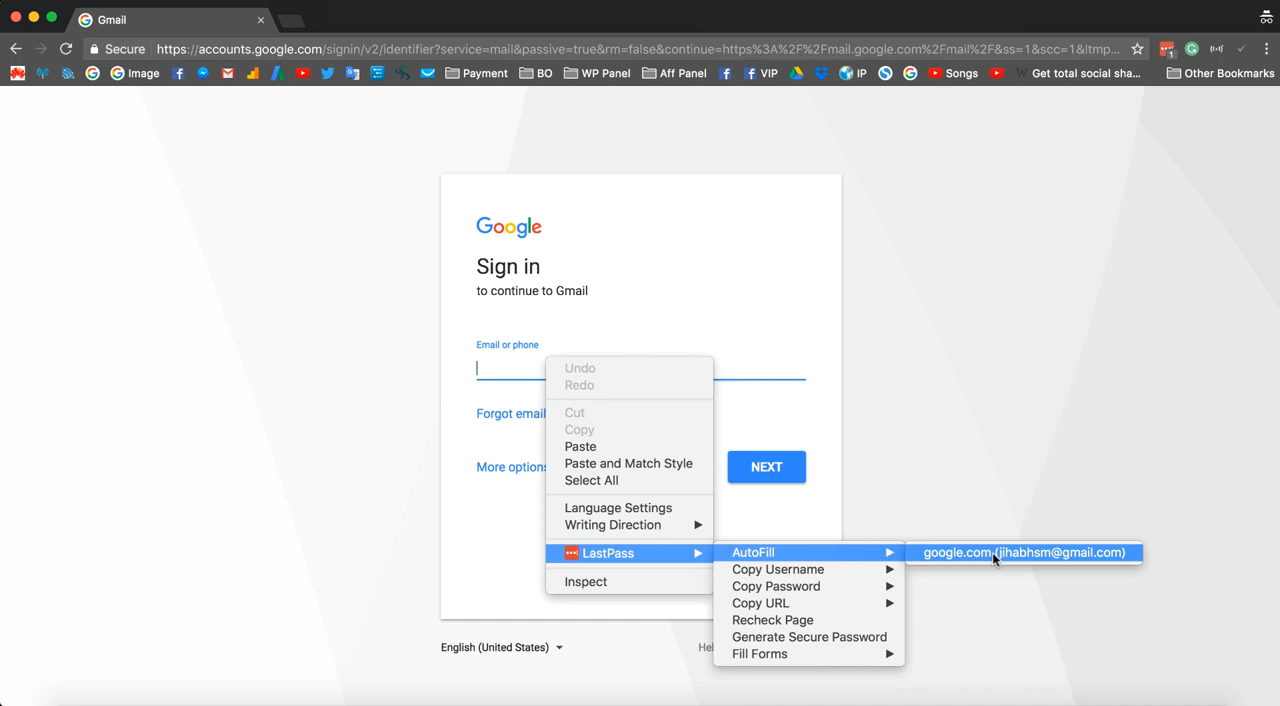 Gmail
Secure https://accounts.google.com/signin/v2/identifier?service=mail&passive=true&rm=false&continue=https%3A%2F%2Fmail.google.com%2Fmail%2F&ss=1&scc=1&ltmp...
1
Image Payment BO WP Panel Aff Panel VIP IP Songs Get total social sha... Other Bookmarks
Google
Sign in
to continue to Gmail
Email or phone
Forgot email
More options
NEXT
Undo
Redo
Cut
Copy
Paste
Paste and Match Style
Select All
Language Settings
Writing Direction
LastPass
Inspect
AutoFill
Copy Username
Copy Password
Copy URL
Recheck Page
Generate Secure Password
Fill Forms
google.com (jihabhsm@gmail.com)
English (United States)
Hel